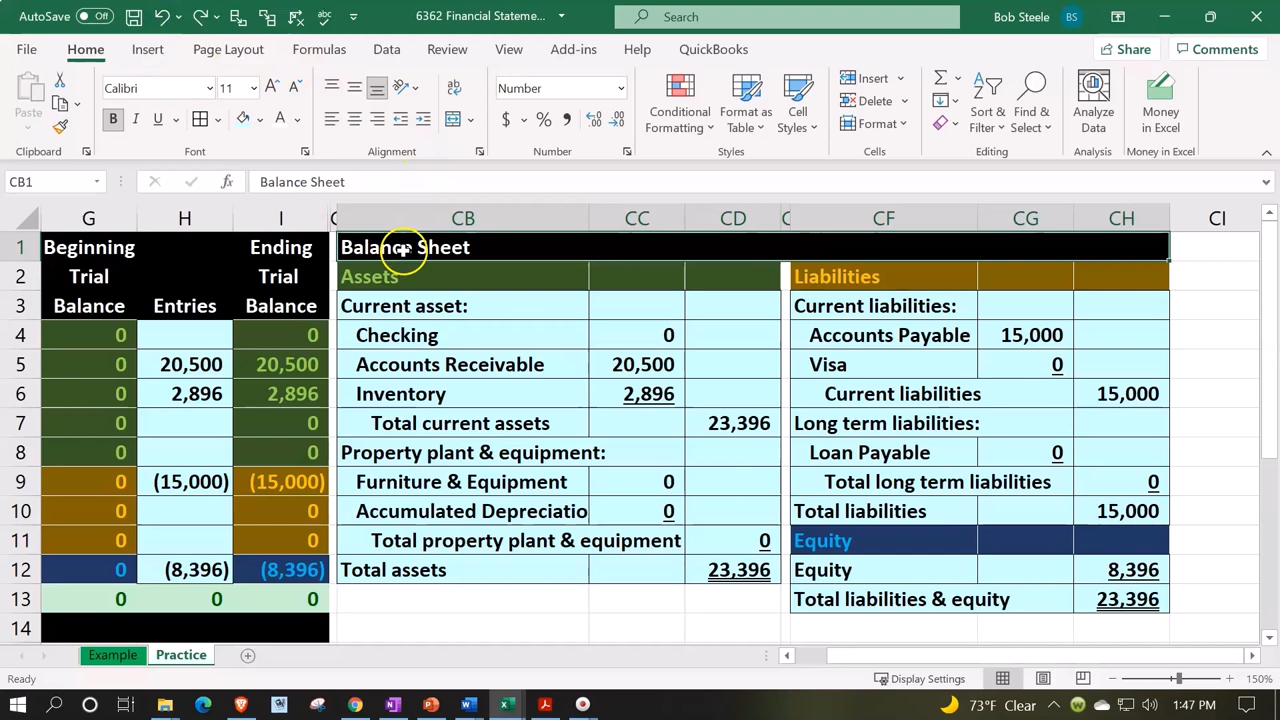 AutoSave Off 6362 Financial Stateme... Search Bob Steele BS
File Home Insert Page Layout Formulas Data Review View Add-ins Help QuickBooks Share Comments
Paste Calibri 11 Number Conditional Formatting Format as Table Cell Styles Insert Delete Format Sort & Filter Find & Select Analyze Data Money in Excel
Clipboard Font Alignment Number Styles Cells Editing Analysis Money in Excel
CB1 fx Balance Sheet
G H I CB CC CD CF CG CH CI
1 Beginning Ending Balance Sheet
2 Trial Trial Assets Liabilities
3 Balance Entries Balance Current asset: Current liabilities:
4 0 0 Checking 0 Accounts Payable 15,000
5 0 20,500 20,500 Accounts Receivable 20,500 Visa 0
6 0 2,896 2,896 Inventory 2,896 Current liabilities 15,000
7 0 0 Total current assets 23,396 Long term liabilities:
8 0 0 Property plant & equipment: Loan Payable 0
9 0 (15,000) (15,000) Furniture & Equipment 0 Total long term liabilities 0
10 0 0 Accumulated Depreciatio 0 Total liabilities 15,000
11 0 0 Total property plant & equipment 0 Equity
12 0 (8,396) (8,396) Total assets 23,396 Equity 8,396
13 0 0 0 Total liabilities & equity 23,396
14
Example Practice
Ready Display Settings 150%
73°F Clear 1:47 PM